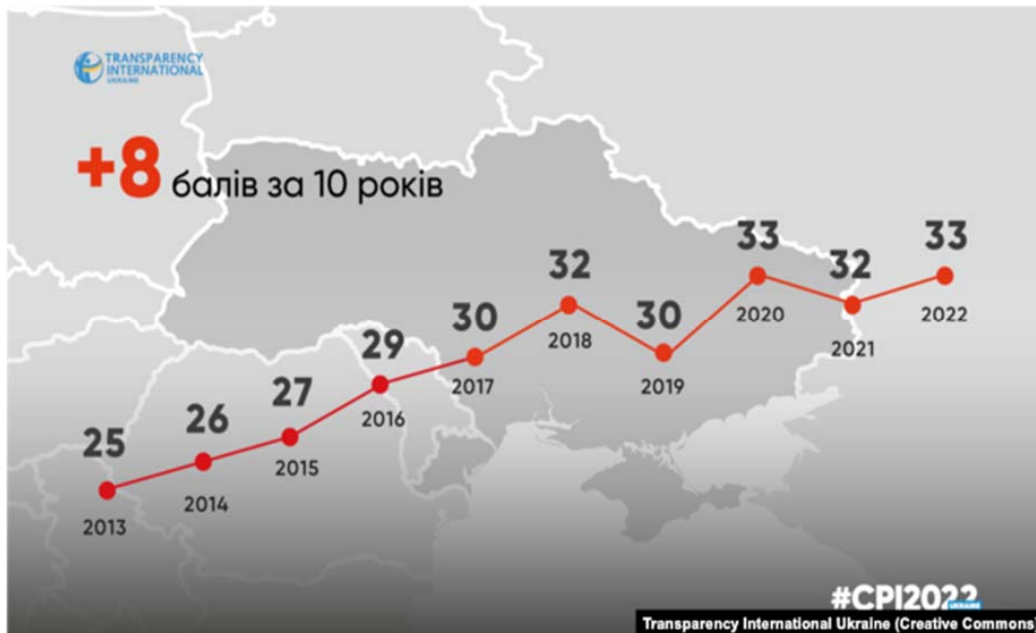 TRANSPARENCY
INTERNATIONAL
UKRAINE
+8 балів за 10 років
25
2013
26
2014
27
2015
29
2016
30
2017
32
2018
30
2019
33
2020
32
2021
33
2022
#CPI2022
UKRAINE
Transparency International Ukraine (Creative Commons)